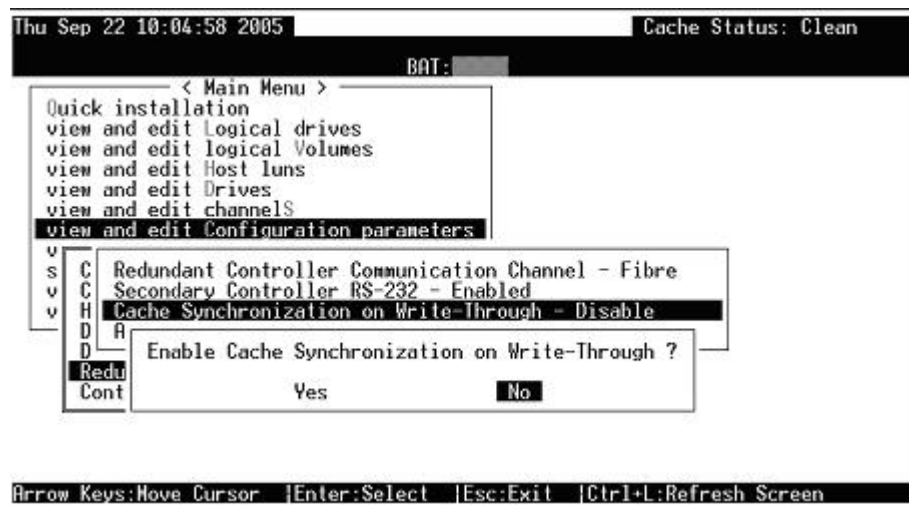 Thu Sep 22 10:04:58 2005 Cache Status: Clean
BAT:
< Main Menu >
Quick installation
view and edit Logical drives
view and edit logical Volumes
view and edit Host luns
view and edit Drives
view and edit channelS
view and edit Configuration parameters
v
s C Redundant Controller Communication Channel - Fibre
v C Secondary Controller RS-232 - Enabled
v H Cache Synchronization on Write-Through - Disable
D A
D Enable Cache Synchronization on Write-Through ?
Redu
Cont Yes No
Arrow Keys:Move Cursor |Enter:Select |Esc:Exit |Ctrl+L:Refresh Screen